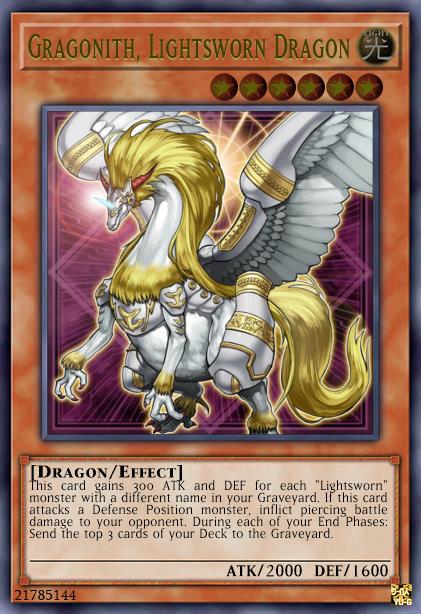 Gragonith, Lightsworn Dragon
LIGHT
光
[Dragon/Effect]
This card gains 300 ATK and DEF for each "Lightsworn"
monster with a different name in your Graveyard. If this card
attacks a Defense Position monster, inflict piercing battle
damage to your opponent. During each of your End Phases:
Send the top 3 cards of your Deck to the Graveyard.
ATK/2000 DEF/1600
21785144